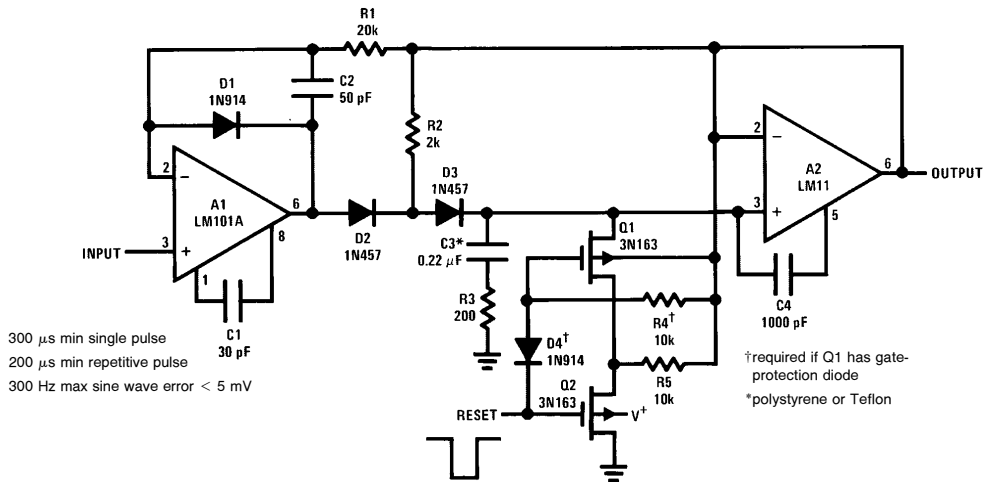 R1
20k
C2
50 pF
D1
1N914
R2
2k
D3
1N457
2
A1
LM101A
6
8
3
1
INPUT
C1
30 pF
D2
1N457
C3*
0.22 μF
R3
200
Q1
3N163
R4†
10k
D4†
1N914
R5
10k
Q2
3N163
V+
RESET
2
A2
LM11
6
3
5
OUTPUT
C4
1000 pF
300 μs min single pulse
200 μs min repetitive pulse
300 Hz max sine wave error < 5 mV
†required if Q1 has gate-
protection diode
*polystyrene or Teflon